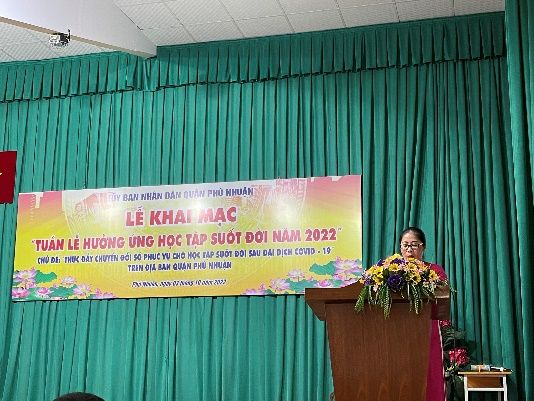 ỦY BAN NHÂN DÂN QUẬN PHÚ NHUẬN
LỄ KHAI MẠC
"TUẦN LỄ HƯỞNG ỨNG HỌC TẬP SUỐT ĐỜI NĂM 2022"
CHỦ ĐỀ: THÚC ĐẨY CHUYỂN ĐỔI SỐ PHỤC VỤ CHO HỌC TẬP SUỐT ĐỜI SAU ĐẠI DỊCH COVID - 19
TRÊN ĐỊA BÀN QUẬN PHÚ NHUẬN
Phú Nhuận, ngày 03 tháng 10 năm 2022